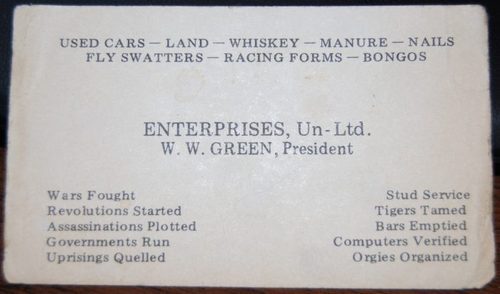 USED CARS — LAND — WHISKEY — MANURE — NAILS
FLY SWATTERS — RACING FORMS — BONGOS
ENTERPRISES, Un-Ltd.
W. W. GREEN, President
Wars Fought
Revolutions Started
Assassinations Plotted
Governments Run
Uprisings Quelled
Stud Service
Tigers Tamed
Bars Emptied
Computers Verified
Orgies Organized